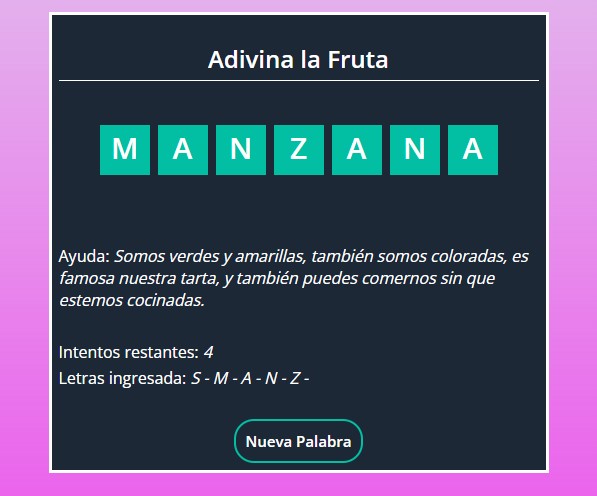 Adivina la Fruta
M A N Z A N A
Ayuda: Somos verdes y amarillas, también somos coloradas, es
famosa nuestra tarta, y también puedes comernos sin que
estemos cocinadas.
Intentos restantes: 4
Letras ingresada: S - M - A - N - Z -
Nueva Palabra